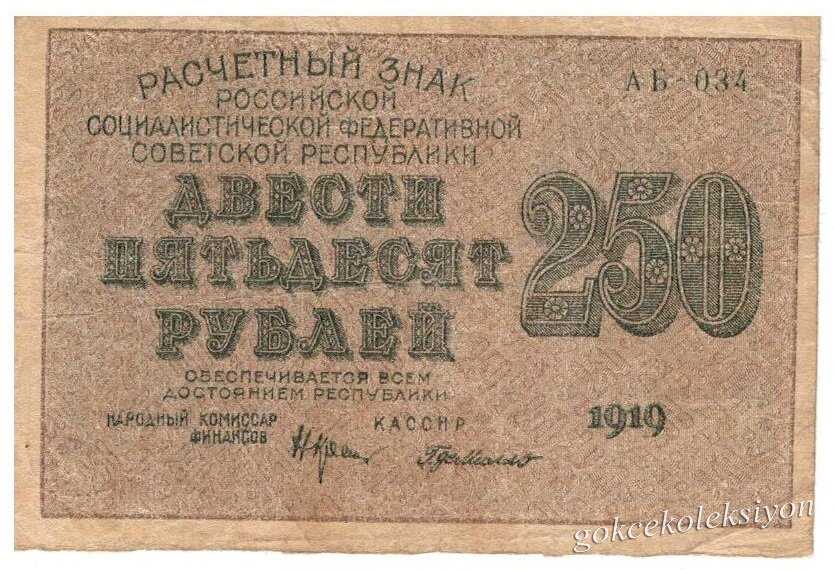 РАСЧЕТНЫЙ ЗНАК
АБ-034
РОССИЙСКОЙ
СОЦИАЛИСТИЧЕСКОЙ ФЕДЕРАТИВНОЙ
СОВЕТСКОЙ РЕСПУБЛИКИ
ДВЕСТИ
ПЯТЬДЕСЯТ
РУБЛЕЙ
250
ОБЕСПЕЧИВАЕТСЯ ВСЕМ
ДОСТОЯНИЕМ РЕСПУБЛИКИ
НАРОДНЫЙ КОМИССАР
ФИНАНСОВ
КАССИР
1919
gokcekoleksiyon